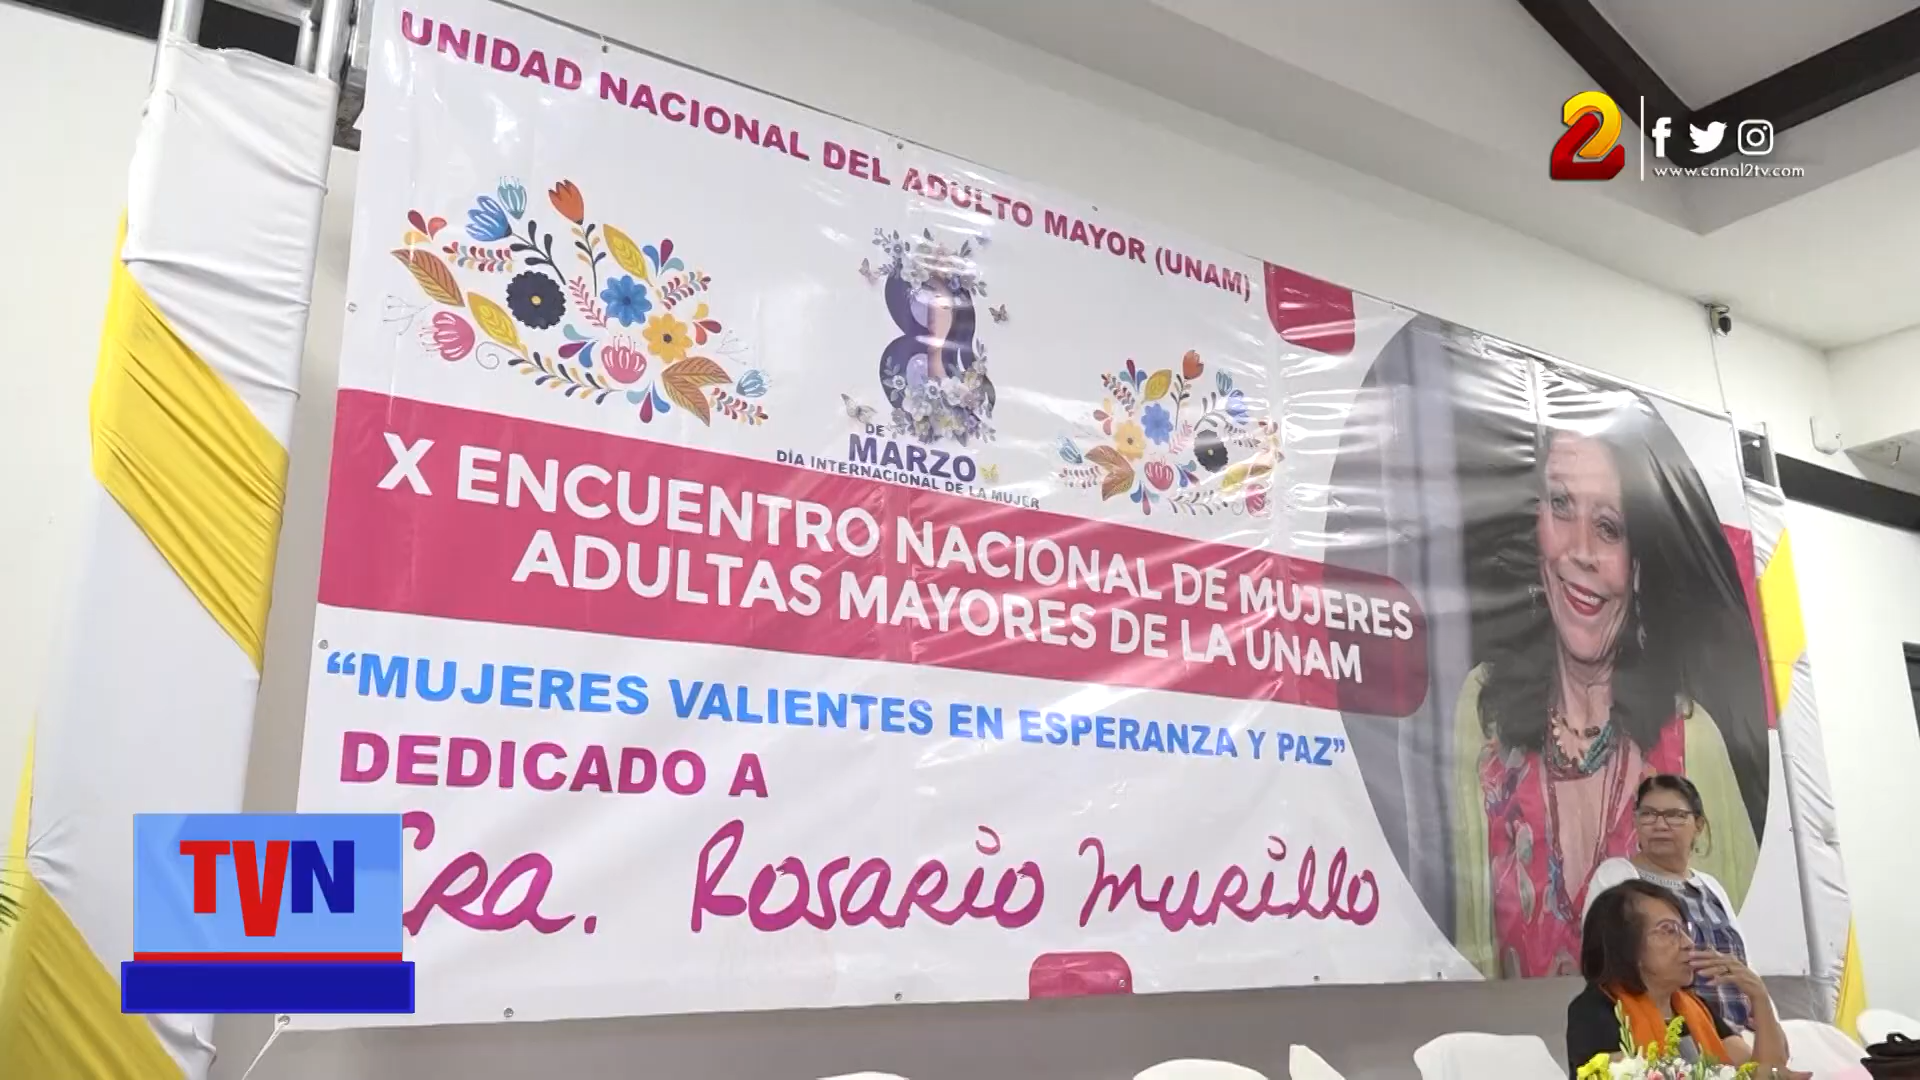 UNIDAD NACIONAL DEL ADULTO MAYOR (UNAM)
2
www.canal2tv.com
8
DE
MARZO
DÍA INTERNACIONAL DE LA MUJER
X ENCUENTRO NACIONAL DE MUJERES
ADULTAS MAYORES DE LA UNAM
“MUJERES VALIENTES EN ESPERANZA Y PAZ”
DEDICADO A
Sra. Rosario Murillo
TVN